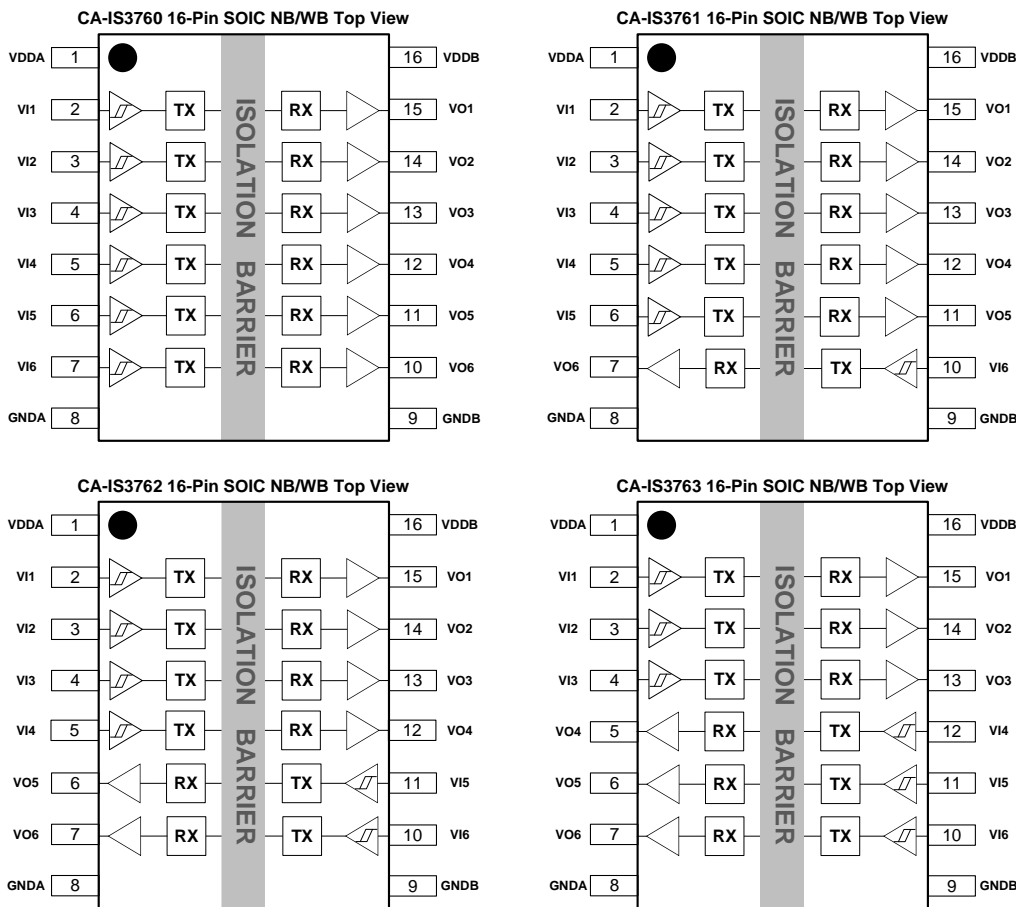 CA-IS3760 16-Pin SOIC NB/WB Top View
VDDA 1 16 VDDB
VI1 2 TX RX 15 VO1
VI2 3 TX RX 14 VO2
VI3 4 TX RX 13 VO3
VI4 5 TX RX 12 VO4
VI5 6 TX RX 11 VO5
VI6 7 TX RX 10 VO6
GNDA 8 9 GNDB
ISOLATION BARRIER
CA-IS3761 16-Pin SOIC NB/WB Top View
VDDA 1 16 VDDB
VI1 2 TX RX 15 VO1
VI2 3 TX RX 14 VO2
VI3 4 TX RX 13 VO3
VI4 5 TX RX 12 VO4
VI5 6 TX RX 11 VO5
VO6 7 RX TX 10 VI6
GNDA 8 9 GNDB
ISOLATION BARRIER
CA-IS3762 16-Pin SOIC NB/WB Top View
VDDA 1 16 VDDB
VI1 2 TX RX 15 VO1
VI2 3 TX RX 14 VO2
VI3 4 TX RX 13 VO3
VI4 5 TX RX 12 VO4
VO5 6 RX TX 11 VI5
VO6 7 RX TX 10 VI6
GNDA 8 9 GNDB
ISOLATION BARRIER
CA-IS3763 16-Pin SOIC NB/WB Top View
VDDA 1 16 VDDB
VI1 2 TX RX 15 VO1
VI2 3 TX RX 14 VO2
VI3 4 TX RX 13 VO3
VO4 5 RX TX 12 VI4
VO5 6 RX TX 11 VI5
VO6 7 RX TX 10 VI6
GNDA 8 9 GNDB
ISOLATION BARRIER